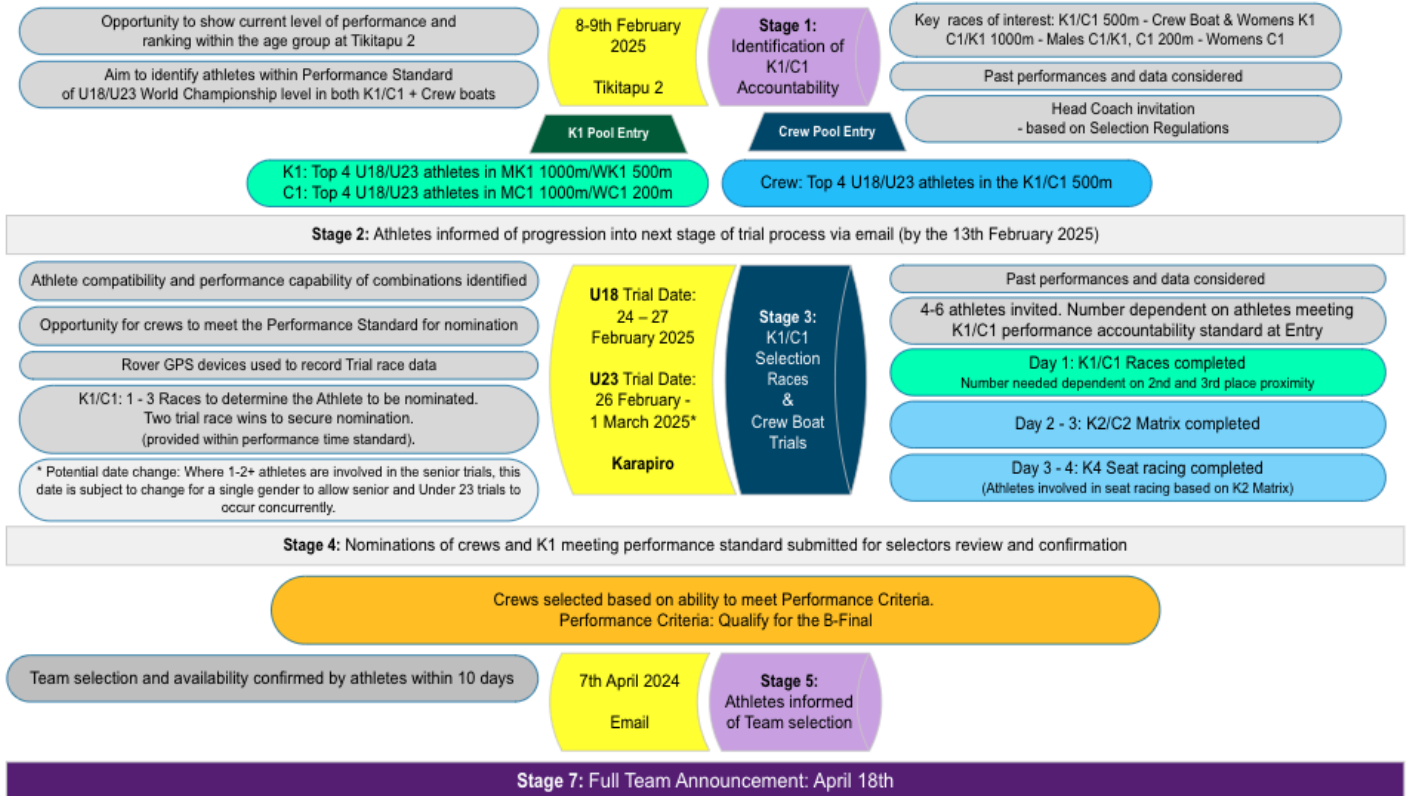 Opportunity to show current level of performance and
ranking within the age group at Tikitapu 2
Aim to identify athletes within Performance Standard
of U18/U23 World Championship level in both K1/C1 + Crew boats
8-9th February
2025
Tikitapu 2
Stage 1:
Identification of
K1/C1
Accountability
Key races of interest: K1/C1 500m - Crew Boat & Womens K1
C1/K1 1000m - Males C1/K1, C1 200m - Womens C1
Past performances and data considered
Head Coach invitation
- based on Selection Regulations
K1 Pool Entry
Crew Pool Entry
K1: Top 4 U18/U23 athletes in MK1 1000m/WK1 500m
C1: Top 4 U18/U23 athletes in MC1 1000m/WC1 200m
Crew: Top 4 U18/U23 athletes in the K1/C1 500m
Stage 2: Athletes informed of progression into next stage of trial process via email (by the 13th February 2025)
Athlete compatibility and performance capability of combinations identified
Opportunity for crews to meet the Performance Standard for nomination
Rover GPS devices used to record Trial race data
K1/C1: 1 - 3 Races to determine the Athlete to be nominated.
Two trial race wins to secure nomination.
(provided within performance time standard).
* Potential date change: Where 1-2+ athletes are involved in the senior trials, this
date is subject to change for a single gender to allow senior and Under 23 trials to
occur concurrently.
U18 Trial Date:
24 – 27
February 2025
U23 Trial Date:
26 February -
1 March 2025*
Karapiro
Stage 3:
K1/C1
Selection
Races
&
Crew Boat
Trials
Past performances and data considered
4-6 athletes invited. Number dependent on athletes meeting
K1/C1 performance accountability standard at Entry
Day 1: K1/C1 Races completed
Number needed dependent on 2nd and 3rd place proximity
Day 2 - 3: K2/C2 Matrix completed
Day 3 - 4: K4 Seat racing completed
(Athletes involved in seat racing based on K2 Matrix)
Stage 4: Nominations of crews and K1 meeting performance standard submitted for selectors review and confirmation
Crews selected based on ability to meet Performance Criteria.
Performance Criteria: Qualify for the B-Final
Team selection and availability confirmed by athletes within 10 days
7th April 2024
Email
Stage 5:
Athletes informed
of Team selection
Stage 7: Full Team Announcement: April 18th